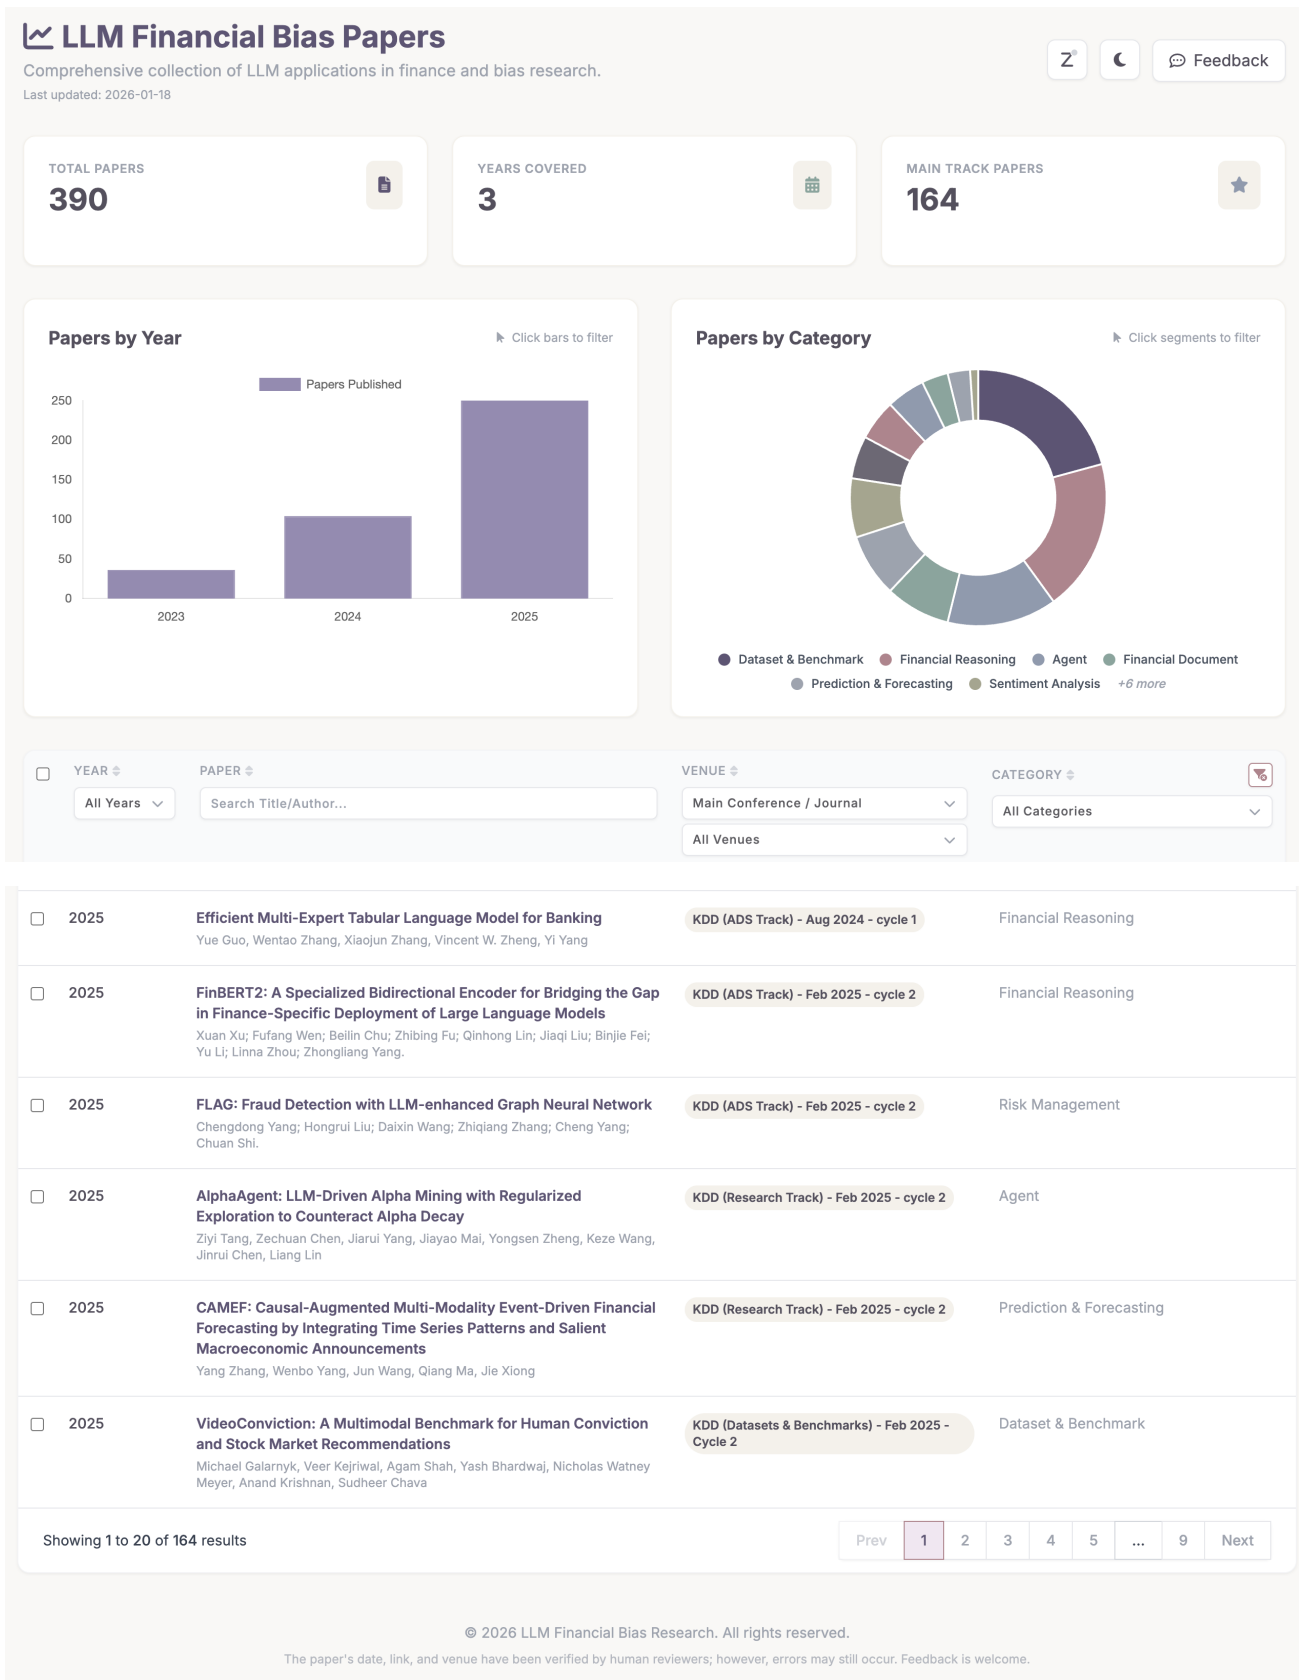 LLM Financial Bias Papers
Comprehensive collection of LLM applications in finance and bias research.
Last updated: 2026-01-18
Z
Feedback
TOTAL PAPERS
390
YEARS COVERED
3
MAIN TRACK PAPERS
164
Papers by Year
Click bars to filter
Papers Published
250
200
150
100
50
0
2023
2024
2025
Papers by Category
Click segments to filter
Dataset & Benchmark
Financial Reasoning
Agent
Financial Document
Prediction & Forecasting
Sentiment Analysis
+6 more
YEAR
PAPER
VENUE
CATEGORY
All Years
Search Title/Author...
Main Conference / Journal
All Categories
All Venues
2025
Efficient Multi-Expert Tabular Language Model for Banking
Yue Guo, Wentao Zhang, Xiaojun Zhang, Vincent W. Zheng, Yi Yang
KDD (ADS Track) - Aug 2024 - cycle 1
Financial Reasoning
2025
FinBERT2: A Specialized Bidirectional Encoder for Bridging the Gap
in Finance-Specific Deployment of Large Language Models
Xuan Xu; Fufang Wen; Beilin Chu; Zhibing Fu; Qinhong Lin; Jiaqi Liu; Binjie Fei;
Yu Li; Linna Zhou; Zhongliang Yang.
KDD (ADS Track) - Feb 2025 - cycle 2
Financial Reasoning
2025
FLAG: Fraud Detection with LLM-enhanced Graph Neural Network
Chengdong Yang; Hongrui Liu; Daixin Wang; Zhiqiang Zhang; Cheng Yang;
Chuan Shi.
KDD (ADS Track) - Feb 2025 - cycle 2
Risk Management
2025
AlphaAgent: LLM-Driven Alpha Mining with Regularized
Exploration to Counteract Alpha Decay
Ziyi Tang, Zechuan Chen, Jiarui Yang, Jiayao Mai, Yongsen Zheng, Keze Wang,
Jinrui Chen, Liang Lin
KDD (Research Track) - Feb 2025 - cycle 2
Agent
2025
CAMEF: Causal-Augmented Multi-Modality Event-Driven Financial
Forecasting by Integrating Time Series Patterns and Salient
Macroeconomic Announcements
Yang Zhang, Wenbo Yang, Jun Wang, Qiang Ma, Jie Xiong
KDD (Research Track) - Feb 2025 - cycle 2
Prediction & Forecasting
2025
VideoConviction: A Multimodal Benchmark for Human Conviction
and Stock Market Recommendations
Michael Galarnyk, Veer Kejriwal, Agam Shah, Yash Bhardwaj, Nicholas Watney
Meyer, Anand Krishnan, Sudheer Chava
KDD (Datasets & Benchmarks) - Feb 2025 -
Cycle 2
Dataset & Benchmark
Showing 1 to 20 of 164 results
Prev
1
2
3
4
5
...
9
Next
© 2026 LLM Financial Bias Research. All rights reserved.
The paper's date, link, and venue have been verified by human reviewers; however, errors may still occur. Feedback is welcome.